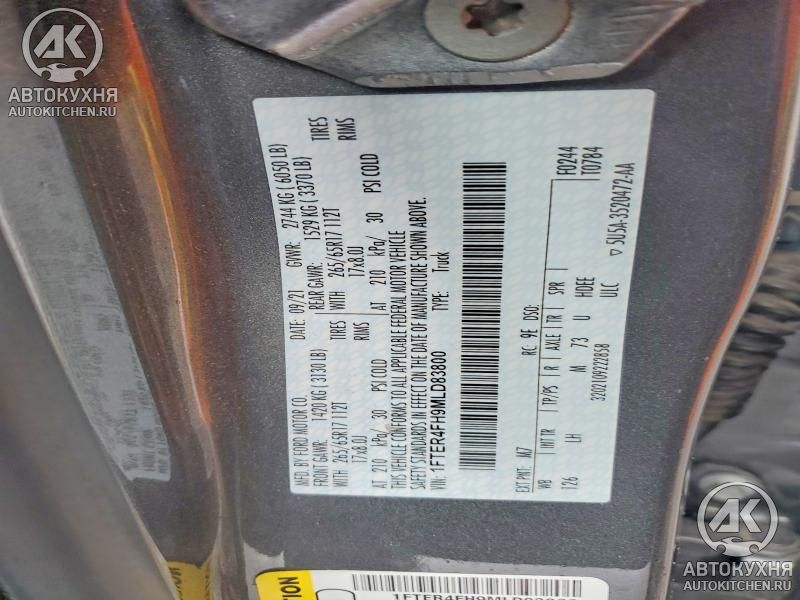 АВТОКУХНЯ
AUTOKITCHEN.RU
MFD. BY FORD MOTOR CO. DATE: 09/21 GVWR: 2744 KG ( 6050 LB)
FRONT GAWR: 1420 KG ( 3130 LB) REAR GAWR: 1529 KG ( 3370 LB)
WITH 265/65R17 112T TIRES WITH 265/65R17 112T TIRES
17x8.0J RIMS 17x8.0J RIMS
AT 210 kPa/ 30 PSI COLD AT 210 kPa/ 30 PSI COLD
THIS VEHICLE CONFORMS TO ALL APPLICABLE FEDERAL MOTOR VEHICLE
SAFETY STANDARDS IN EFFECT ON THE DATE OF MANUFACTURE SHOWN ABOVE.
VIN: 1FTER4FH9MLD83800 TYPE: Truck
EXT PNT: M7 RC: 9E DSO: F0244
WB INT TR TP/PS R AXLE TR SPR T0784
126 LH M 73 U HDEE
32021092228S8 ULC ▽ 5U5A-3520472-AA
TION
1FTER4FH9MLD83800
АВТОКУХНЯ
AUTOKITCHEN.RU